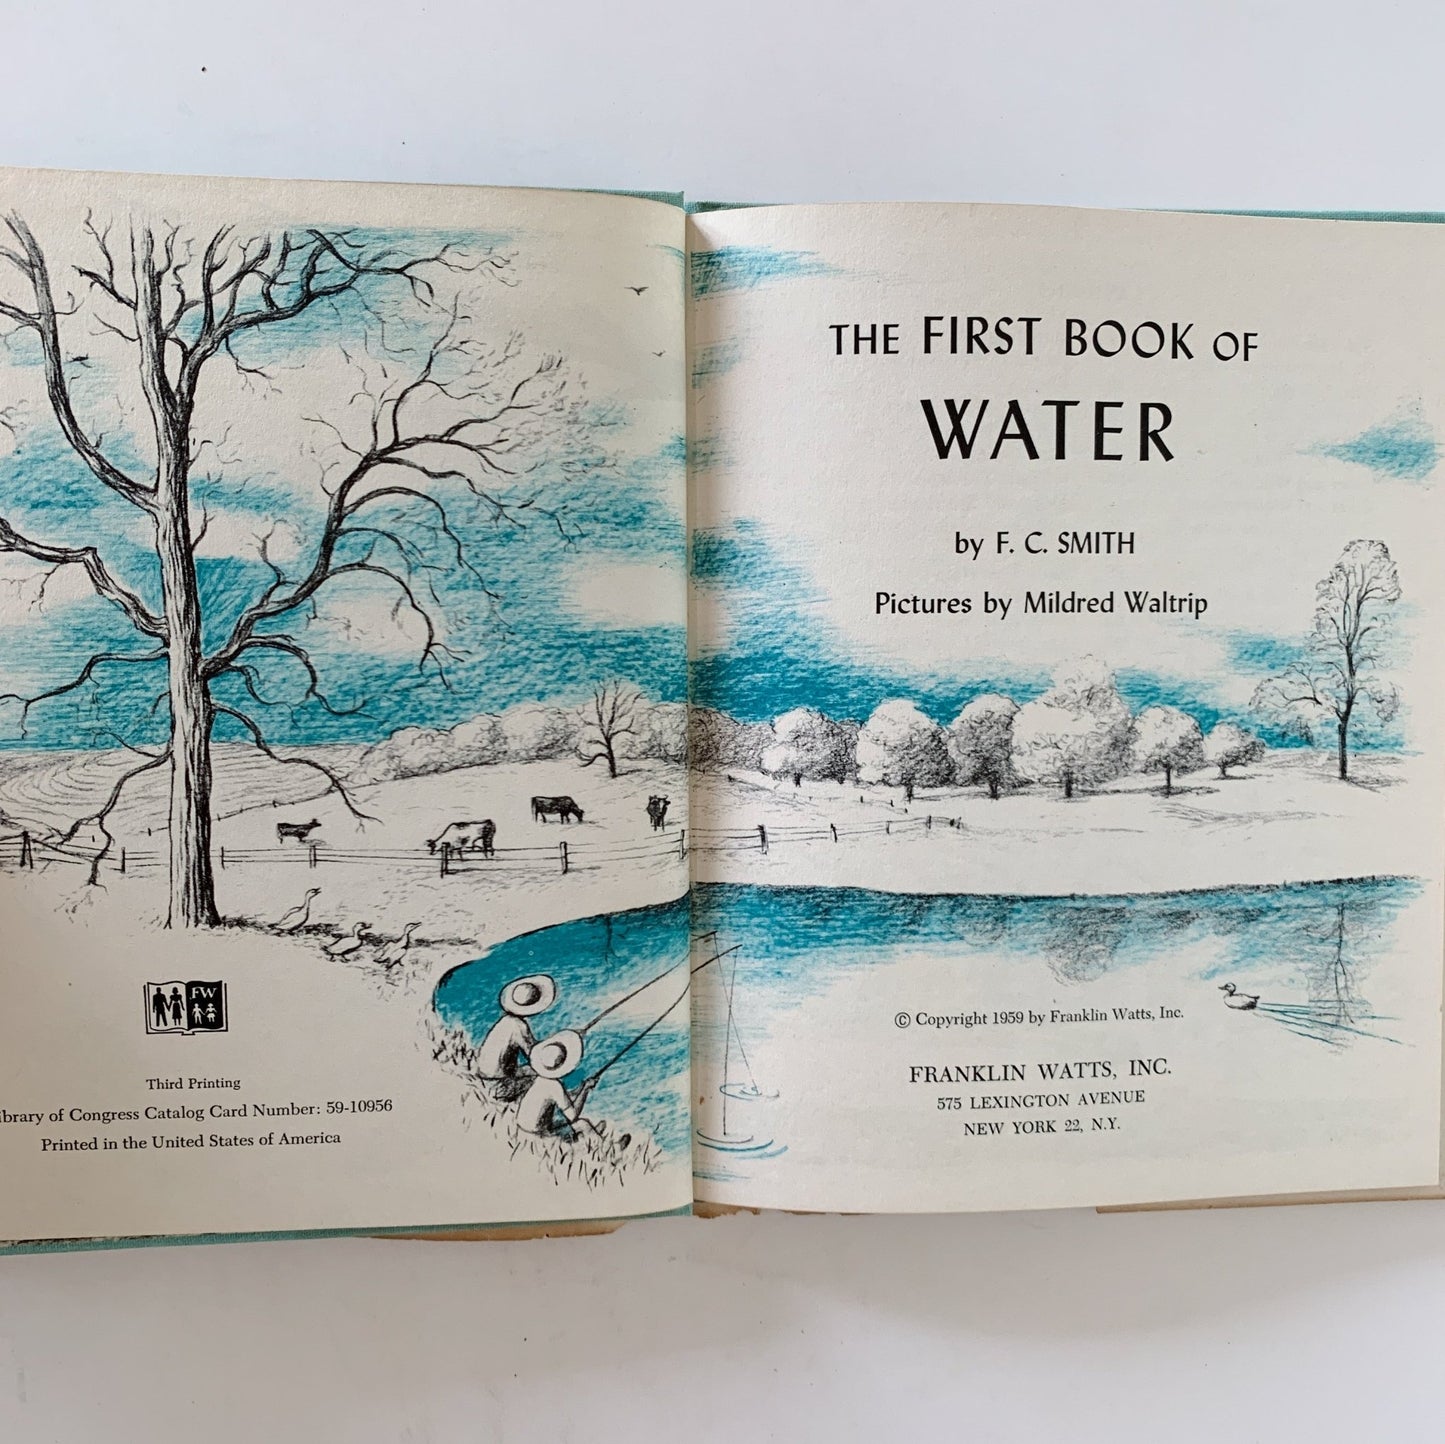 FW
Third Printing
Library of Congress Catalog Card Number: 59-10956
Printed in the United States of America
THE FIRST BOOK OF
WATER
by F. C. SMITH
Pictures by Mildred Waltrip
© Copyright 1959 by Franklin Watts, Inc.
FRANKLIN WATTS, INC.
575 LEXINGTON AVENUE
NEW YORK 22, N.Y.